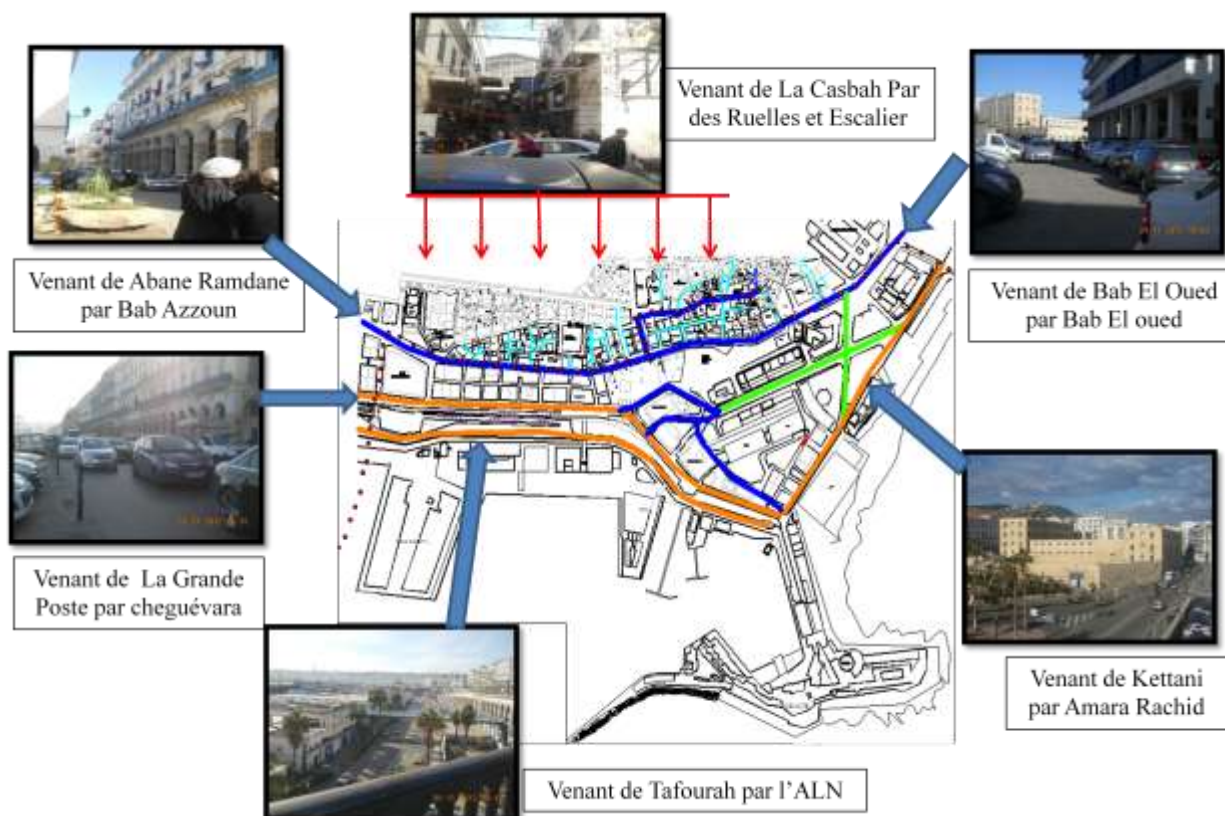 Venant de La Casbah Par
des Ruelles et Escalier
Venant de Abane Ramdane
par Bab Azzoun
Venant de Bab El Oued
par Bab El oued
Venant de La Grande
Poste par cheguévara
Venant de Kettani
par Amara Rachid
Venant de Tafourah par l'ALN